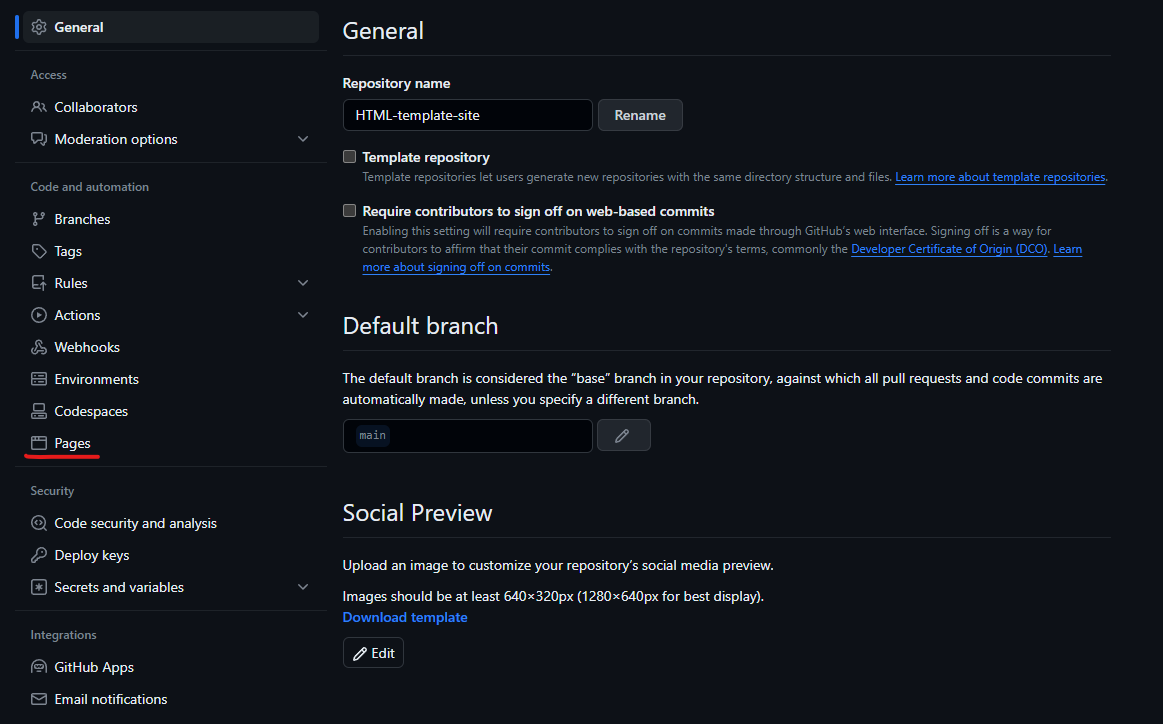 General
Access
Collaborators
Moderation options
Code and automation
Branches
Tags
Rules
Actions
Webhooks
Environments
Codespaces
Pages
Security
Code security and analysis
Deploy keys
Secrets and variables
Integrations
GitHub Apps
Email notifications
General
Repository name
HTML-template-site Rename
Template repository
Template repositories let users generate new repositories with the same directory structure and files. Learn more about template repositories.
Require contributors to sign off on web-based commits
Enabling this setting will require contributors to sign off on commits made through GitHub's web interface. Signing off is a way for
contributors to affirm that their commit complies with the repository's terms, commonly the Developer Certificate of Origin (DCO). Learn
more about signing off on commits.
Default branch
The default branch is considered the “base” branch in your repository, against which all pull requests and code commits are
automatically made, unless you specify a different branch.
main
Social Preview
Upload an image to customize your repository’s social media preview.
Images should be at least 640×320px (1280×640px for best display).
Download template
Edit